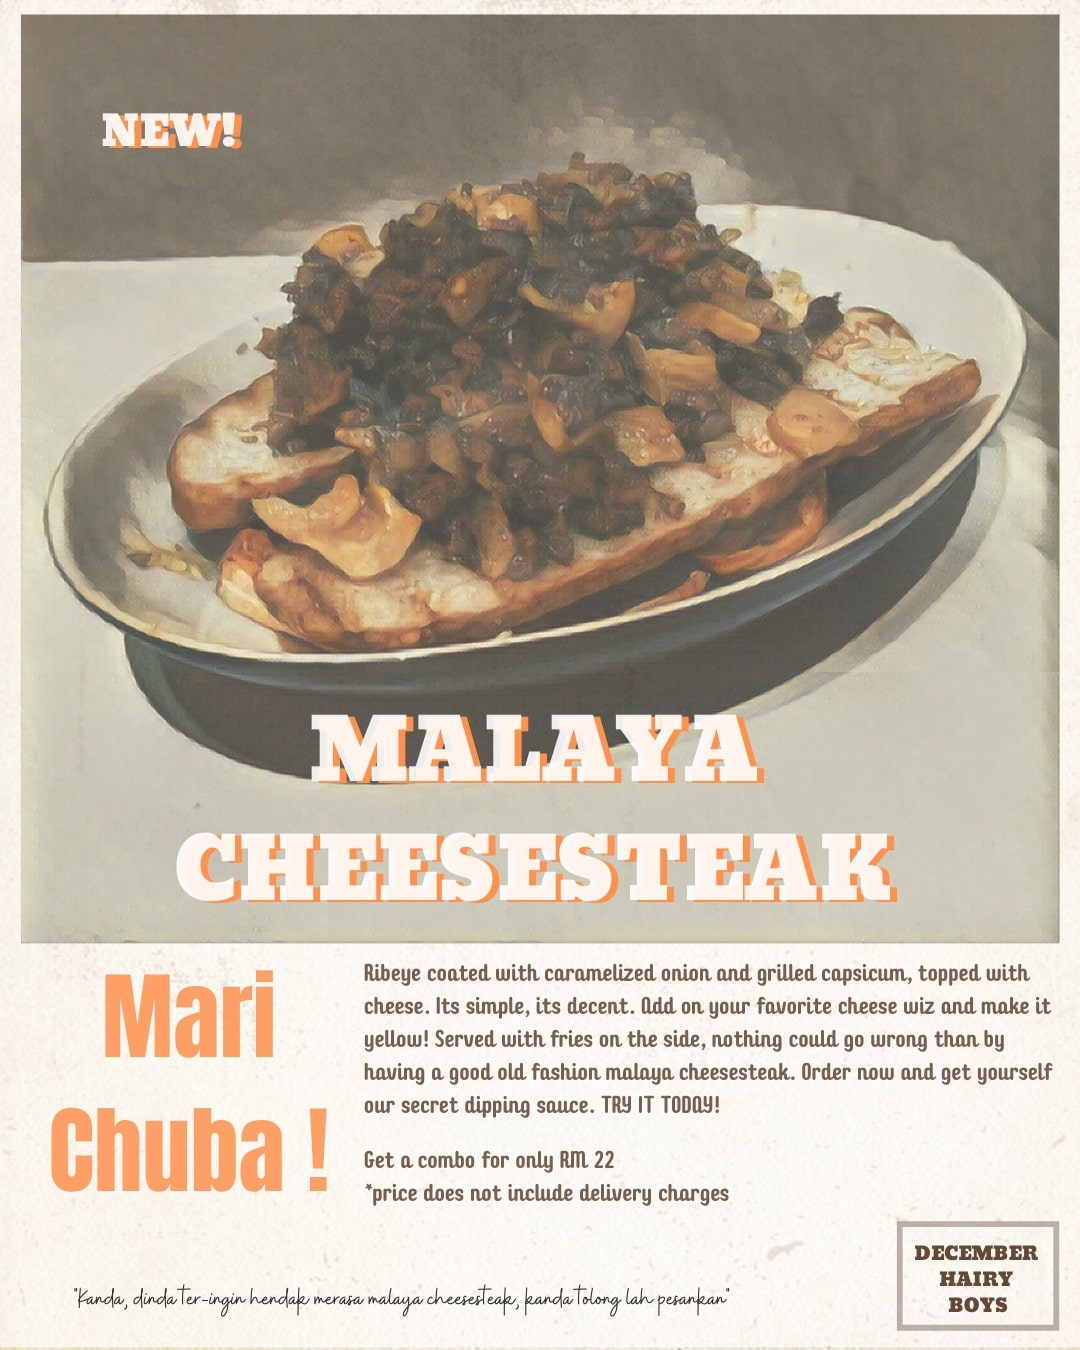 NEW!
MALAYA
CHEESESTEAK
Mari
Chuba !
Ribeye coated with caramelized onion and grilled capsicum, topped with
cheese. Its simple, its decent. Add on your favorite cheese wiz and make it
yellow! Served with fries on the side, nothing could go wrong than by
having a good old fashion malaya cheesesteak. Order now and get yourself
our secret dipping sauce. TRY IT TODAY!
Get a combo for only RM 22
*price does not include delivery charges
"Kanda, dinda ter-ingin hendak merasa malaya cheesesteak, kanda tolong lah pesankan"
DECEMBER
HAIRY
BOYS